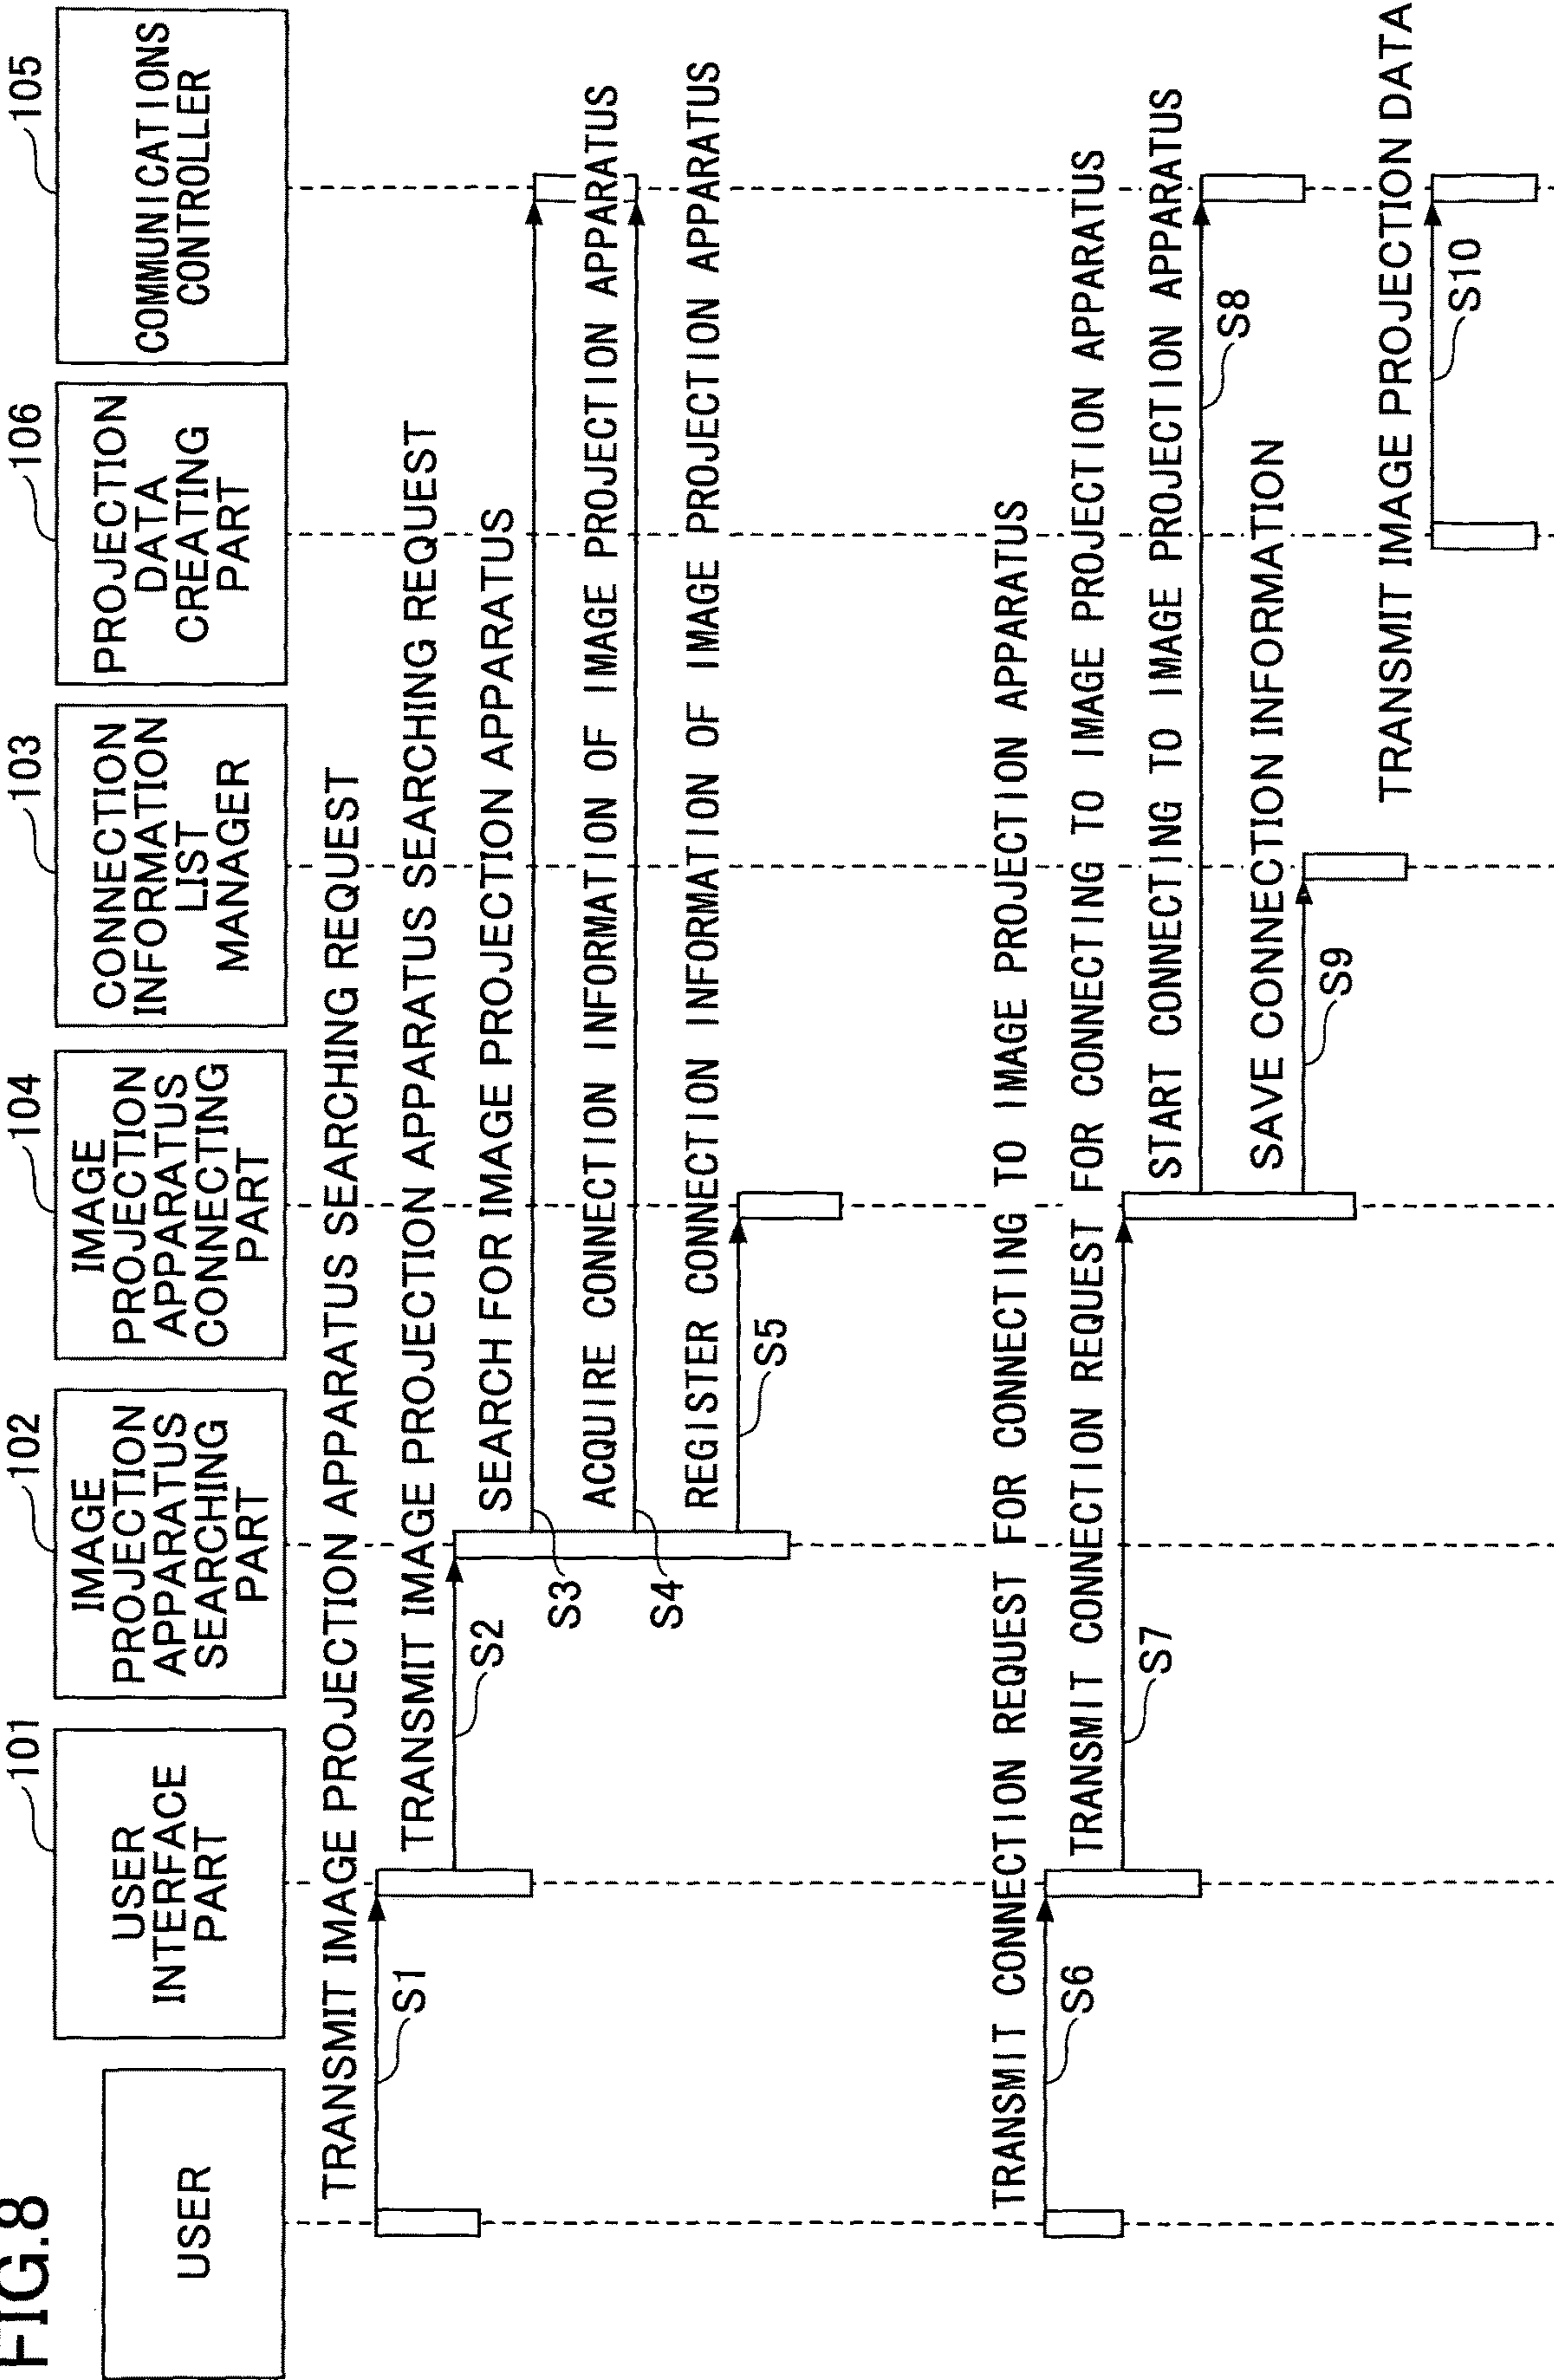 FIG.8
USER
101
USER
INTERFACE
PART
102
IMAGE
PROJECTION
APPARATUS
SEARCHING
PART
104
IMAGE
PROJECTION
APPARATUS
CONNECTING
PART
103
CONNECTION
INFORMATION
LIST
MANAGER
106
PROJECTION
DATA
CREATING
PART
105
COMMUNICATIONS
CONTROLLER
TRANSMIT IMAGE PROJECTION APPARATUS SEARCHING REQUEST
S1
TRANSMIT IMAGE PROJECTION APPARATUS SEARCHING REQUEST
S2
SEARCH FOR IMAGE PROJECTION APPARATUS
S3
ACQUIRE CONNECTION INFORMATION OF IMAGE PROJECTION APPARATUS
S4
REGISTER CONNECTION INFORMATION OF IMAGE PROJECTION APPARATUS
S5
TRANSMIT CONNECTION REQUEST FOR CONNECTING TO IMAGE PROJECTION APPARATUS
S6
TRANSMIT CONNECTION REQUEST FOR CONNECTING TO IMAGE PROJECTION APPARATUS
S7
START CONNECTING TO IMAGE PROJECTION APPARATUS
S8
SAVE CONNECTION INFORMATION
S9
TRANSMIT IMAGE PROJECTION DATA
S10